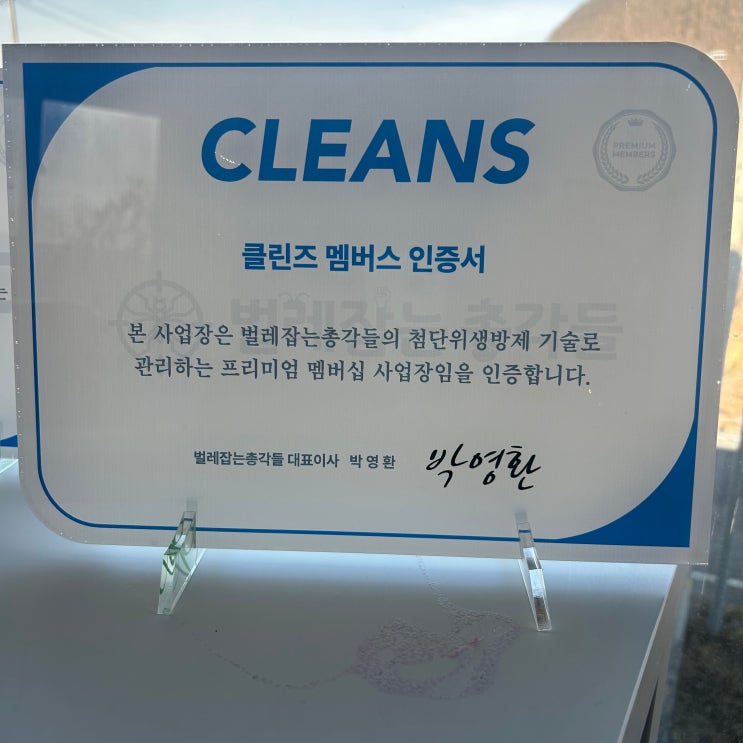 CLEANS
PREMIUM
MEMBERS
클린즈 멤버스 인증서
벌레잡는 총각들
본 사업장은 벌레잡는총각들의 첨단위생방제 기술로
관리하는 프리미엄 멤버십 사업장임을 인증합니다.
벌레잡는총각들 대표이사 박 영 환 박영환